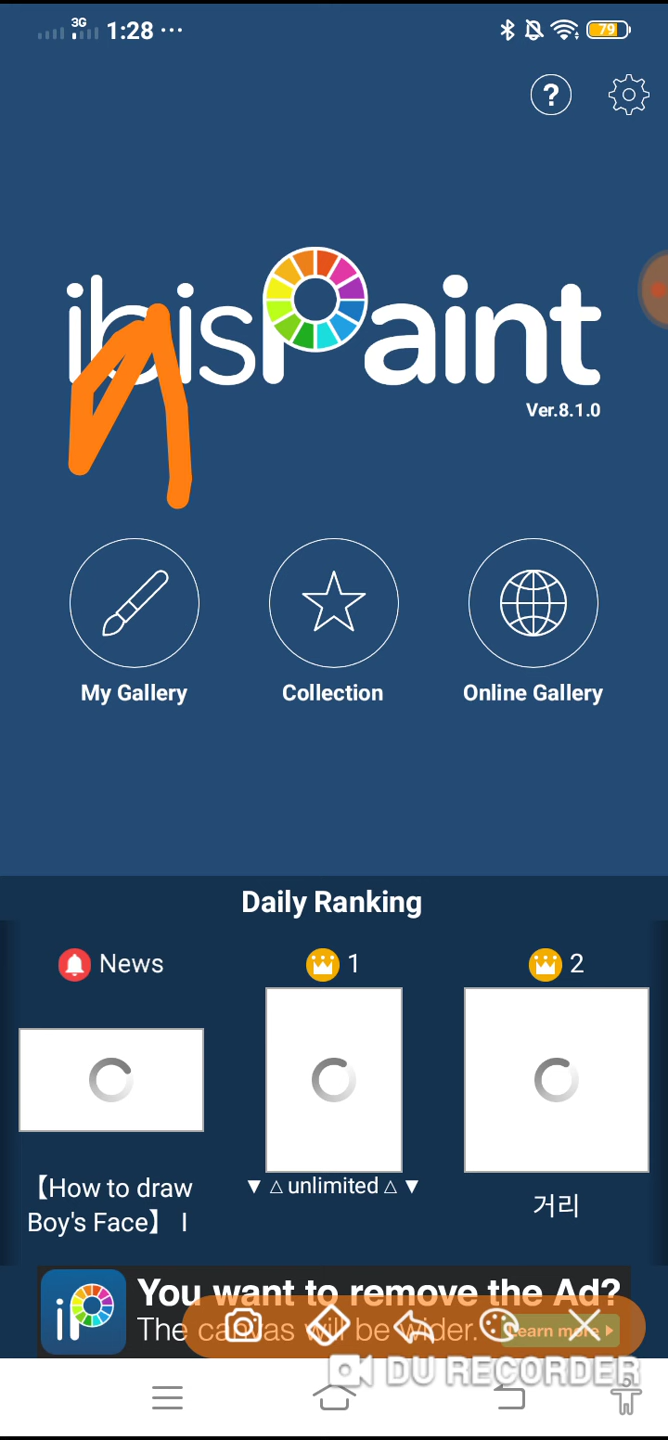 3G 1:28 ... 79
?
ibisPaint
Ver.8.1.0
My Gallery Collection Online Gallery
Daily Ranking
News 1 2
【How to draw
Boy's Face】 I
▼ △ unlimited △ ▼
거리
iP
You want to remove the Ad?
The canvas will be wider. Learn more
DU RECORDER